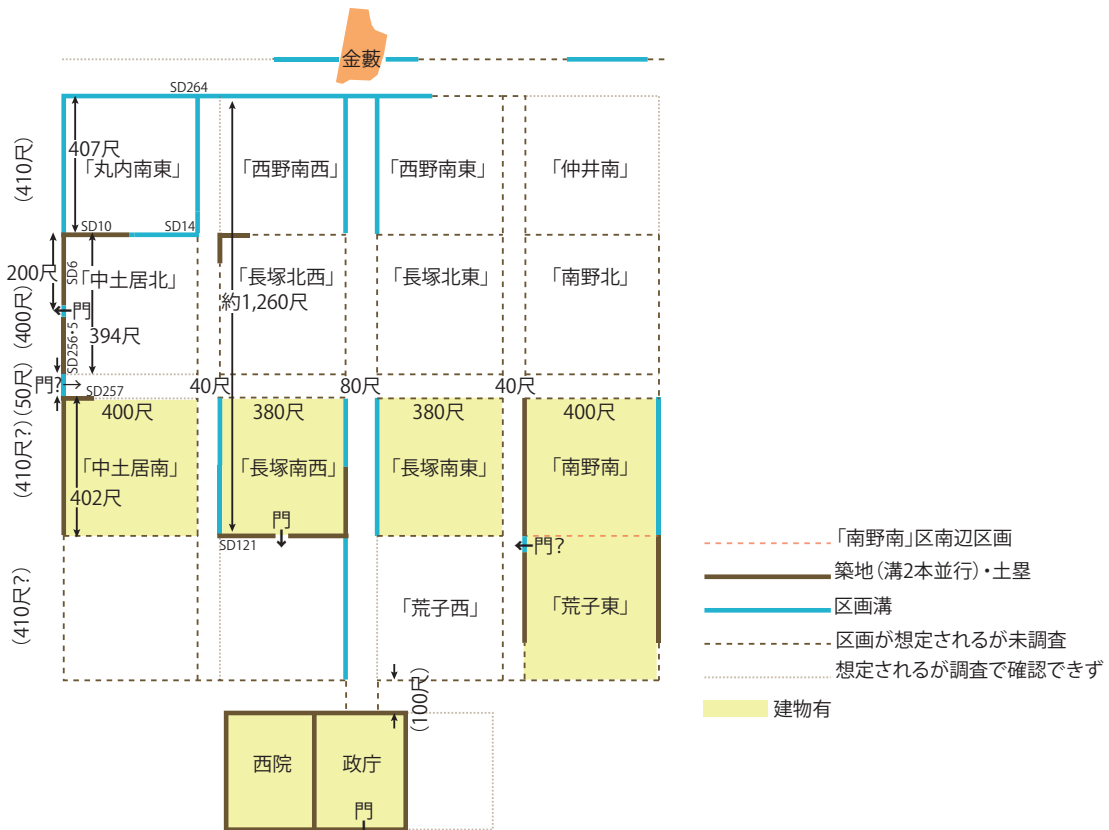 金藪
SD264
407尺
(410尺)
「丸内南東」
「西野南西」
「西野南東」
「仲井南」
SD10
SD14
200尺
SD6
「中土居北」
「長塚北西」
「長塚北東」
「南野北」
門
約1,260尺
(400尺)
394尺
SD256・5
門?
(50尺)
SD257
40尺
80尺
40尺
400尺
380尺
380尺
400尺
(410尺?)
「中土居南」
「長塚南西」
「長塚南東」
「南野南」
402尺
門
SD121
門?
(410尺?)
「荒子西」
「荒子東」
(100尺)
西院
政庁
門
「南野南」区南辺区画
築地(溝2本並行)・土塁
区画溝
区画が想定されるが未調査
想定されるが調査で確認できず
建物有